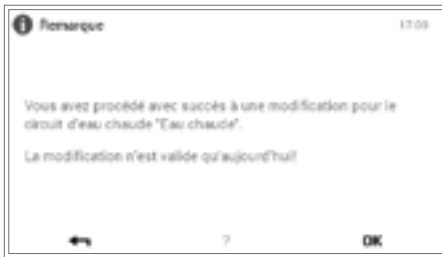 Remarque 17:00
Vous avez procédé avec succès à une modification pour le
circuit d'eau chaude "Eau chaude".
La modification n'est valide qu'aujourd'hui!
?
OK